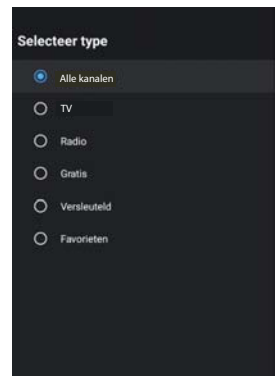 Selecteer type
Alle kanalen
TV
Radio
Gratis
Versleuteld
Favorieten